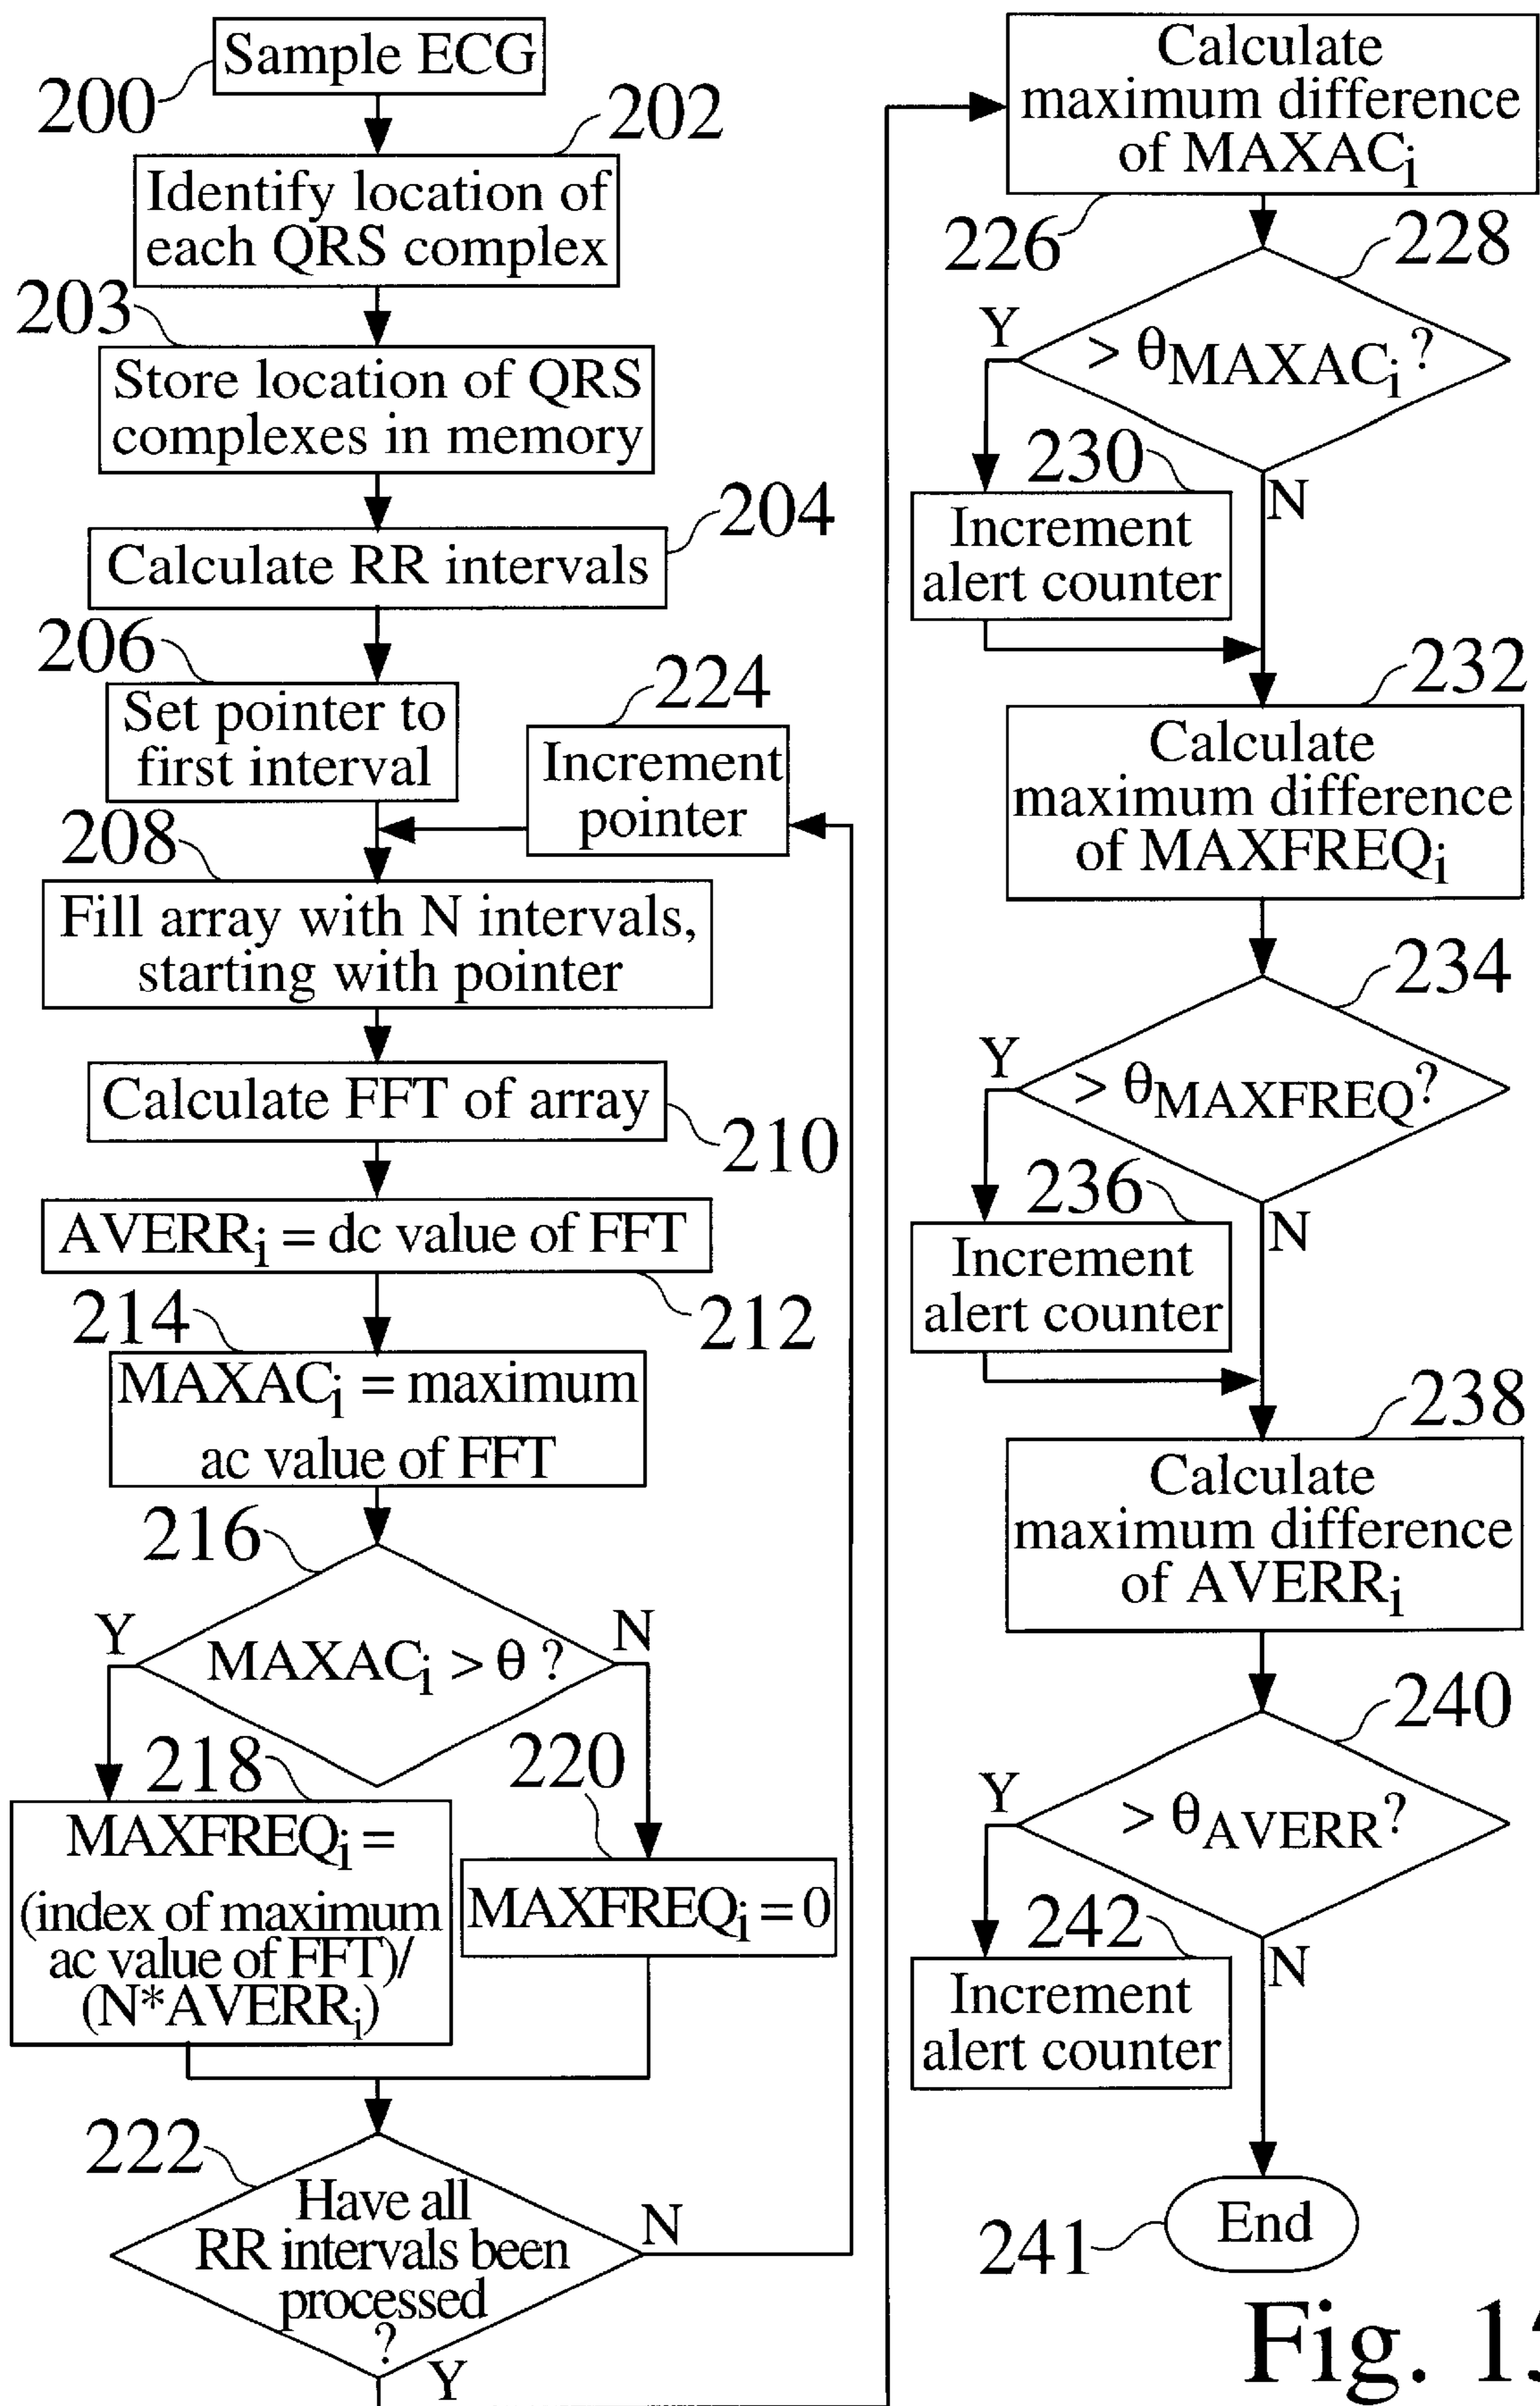 200
Sample ECG
202
Identify location of
each QRS complex
203
Store location of QRS
complexes in memory
204
Calculate RR intervals
206
Set pointer to
first interval
224
Increment
pointer
208
Fill array with N intervals,
starting with pointer
Calculate FFT of array
210
AVERRi = dc value of FFT
212
214
MAXACi = maximum
ac value of FFT
216
MAXACi > θ ?
Y
N
218
MAXFREQi =
(index of maximum
ac value of FFT)/
(N*AVERRi)
220
MAXFREQi = 0
222
Have all
RR intervals been
processed
?
N
Y
Calculate
maximum difference
of MAXACi
226
228
> θMAXACi ?
Y
N
230
Increment
alert counter
232
Calculate
maximum difference
of MAXFREQi
234
> θMAXFREQ?
Y
N
236
Increment
alert counter
238
Calculate
maximum difference
of AVERRi
240
> θAVERR?
Y
N
242
Increment
alert counter
End
241
Fig. 15